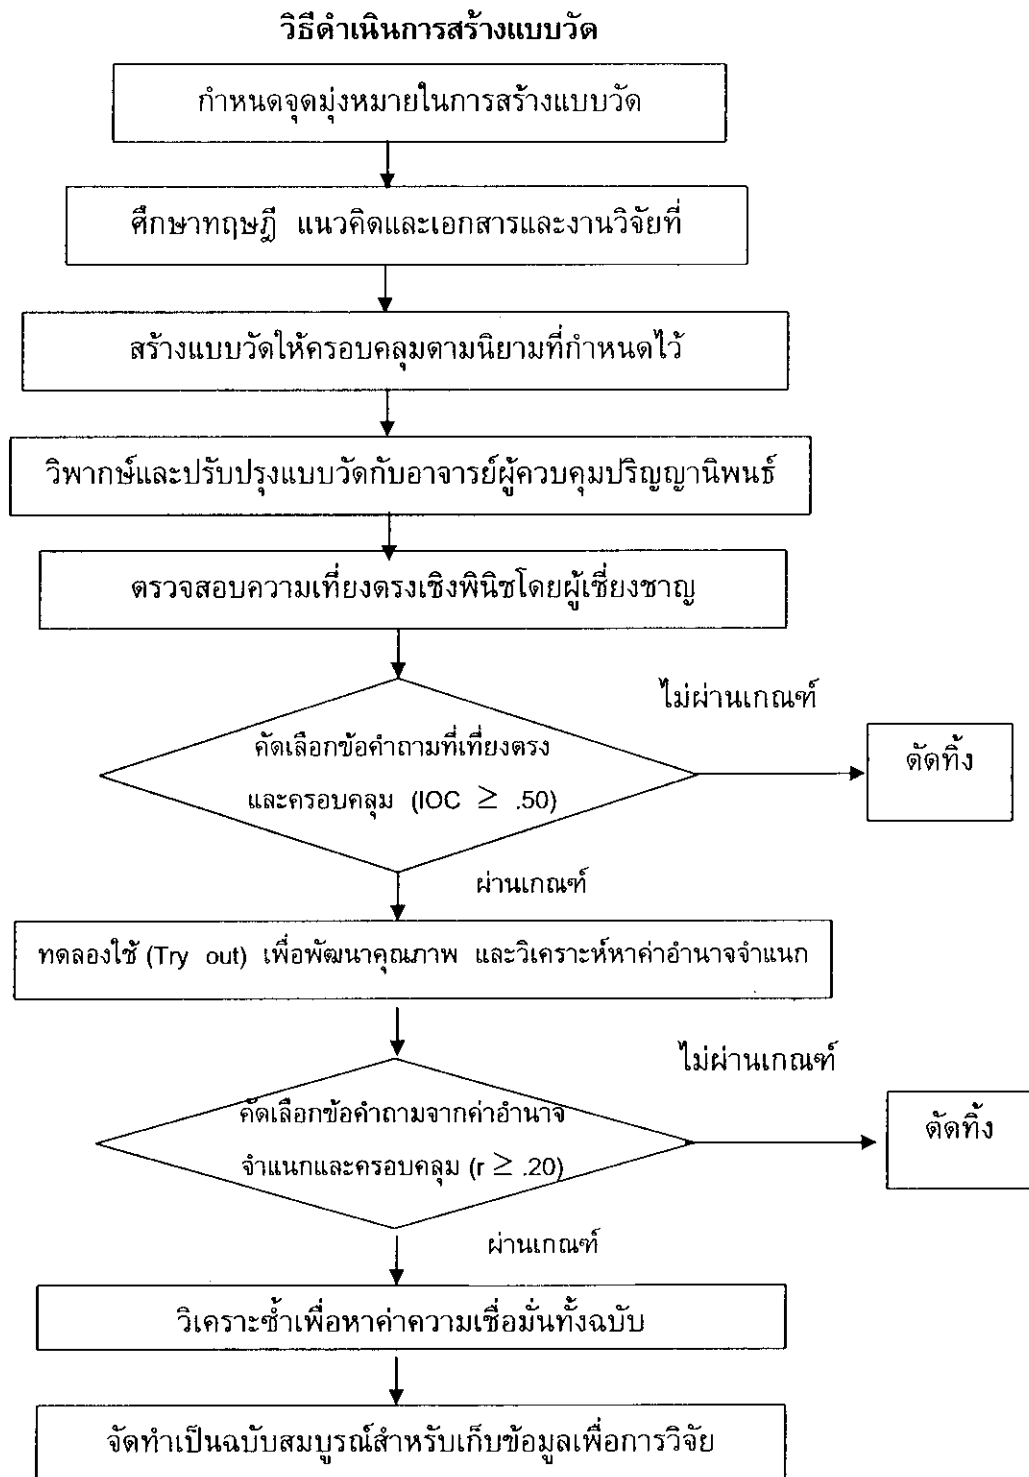 วิธีดำเนินการสร้างแบบวัด
กำหนดจุดมุ่งหมายในการสร้างแบบวัด
ศึกษาทฤษฎี แนวคิดและเอกสารและงานวิจัยที่
สร้างแบบวัดให้ครอบคลุมตามนิยามที่กำหนดไว้
วิพากษ์และปรับปรุงแบบวัดกับอาจารย์ผู้ควบคุมปริญญานิพนธ์
ตรวจสอบความเที่ยงตรงเชิงพินิชโดยผู้เชี่ยงชาญ
ไม่ผ่านเกณฑ์
คัดเลือกข้อคำถามที่เที่ยงตรง
และครอบคลุม (IOC ≥ .50)
ตัดทิ้ง
ผ่านเกณฑ์
ทดลองใช้ (Try out) เพื่อพัฒนาคุณภาพ และวิเคราะห์หาค่าอำนาจจำแนก
ไม่ผ่านเกณฑ์
คัดเลือกข้อคำถามจากค่าอำนาจ
จำแนกและครอบคลุม (r ≥ .20)
ตัดทิ้ง
ผ่านเกณฑ์
วิเคราะซ้ำเพื่อหาค่าความเชื่อมั่นทั้งฉบับ
จัดทำเป็นฉบับสมบูรณ์สำหรับเก็บข้อมูลเพื่อการวิจัย